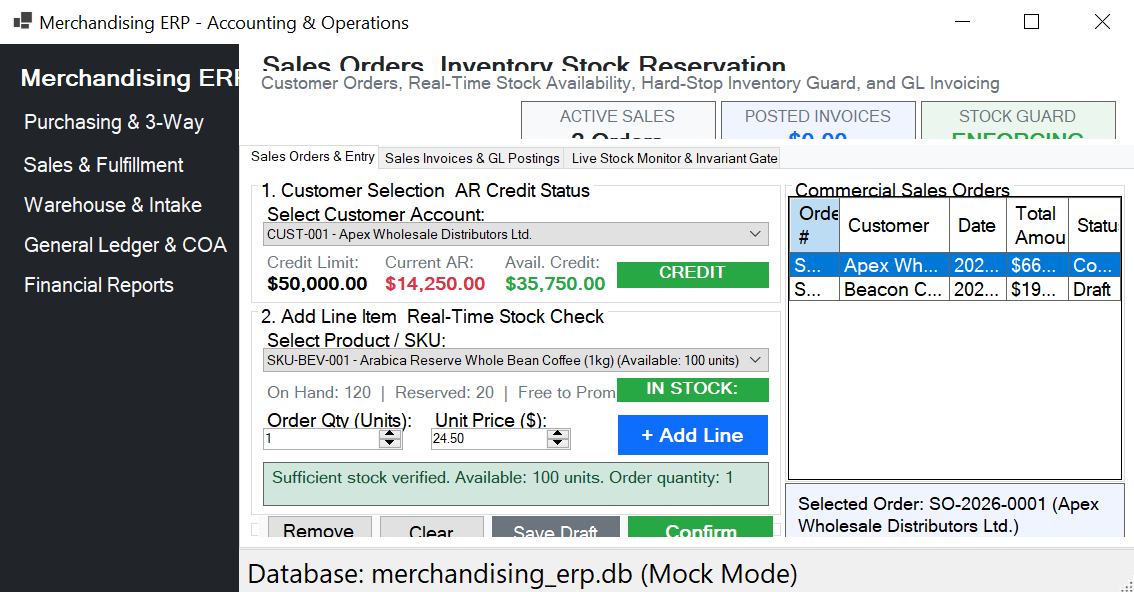 Merchandising ERP - Accounting & Operations
Merchandising ERP
Purchasing & 3-Way
Sales & Fulfillment
Warehouse & Intake
General Ledger & COA
Financial Reports
Sales Orders  Inventory Stock Reservation
Customer Orders, Real-Time Stock Availability, Hard-Stop Inventory Guard, and GL Invoicing
ACTIVE SALES
2 Orders
POSTED INVOICES
$0.00
STOCK GUARD
ENFORCING
Sales Orders & Entry
Sales Invoices & GL Postings
Live Stock Monitor & Invariant Gate
1. Customer Selection  AR Credit Status
Select Customer Account:
CUST-001 - Apex Wholesale Distributors Ltd.
Credit Limit:
$50,000.00
Current AR:
$14,250.00
Avail. Credit:
$35,750.00
CREDIT
2. Add Line Item  Real-Time Stock Check
Select Product / SKU:
SKU-BEV-001 - Arabica Reserve Whole Bean Coffee (1kg) (Available: 100 units)
On Hand: 120  |  Reserved: 20  |  Free to Prom
IN STOCK:
Order Qty (Units):
1
Unit Price ($):
24.50
+ Add Line
Sufficient stock verified. Available: 100 units. Order quantity: 1
Remove
Clear
Save Draft
Confirm
Commercial Sales Orders
Orde # Customer Date Total Amou Statu
S... Apex Wh... 202... $66... Co...
S... Beacon C... 202... $19... Draft
Selected Order: SO-2026-0001 (Apex
Wholesale Distributors Ltd.)
Database: merchandising_erp.db (Mock Mode)